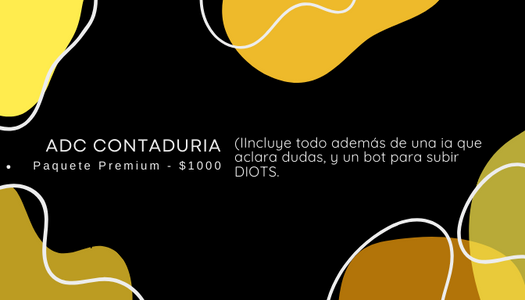 ADC CONTADURIA
Paquete Premium - $1000
(IIncluye todo además de una ia que
aclara dudas, y un bot para subir
DIOTS.